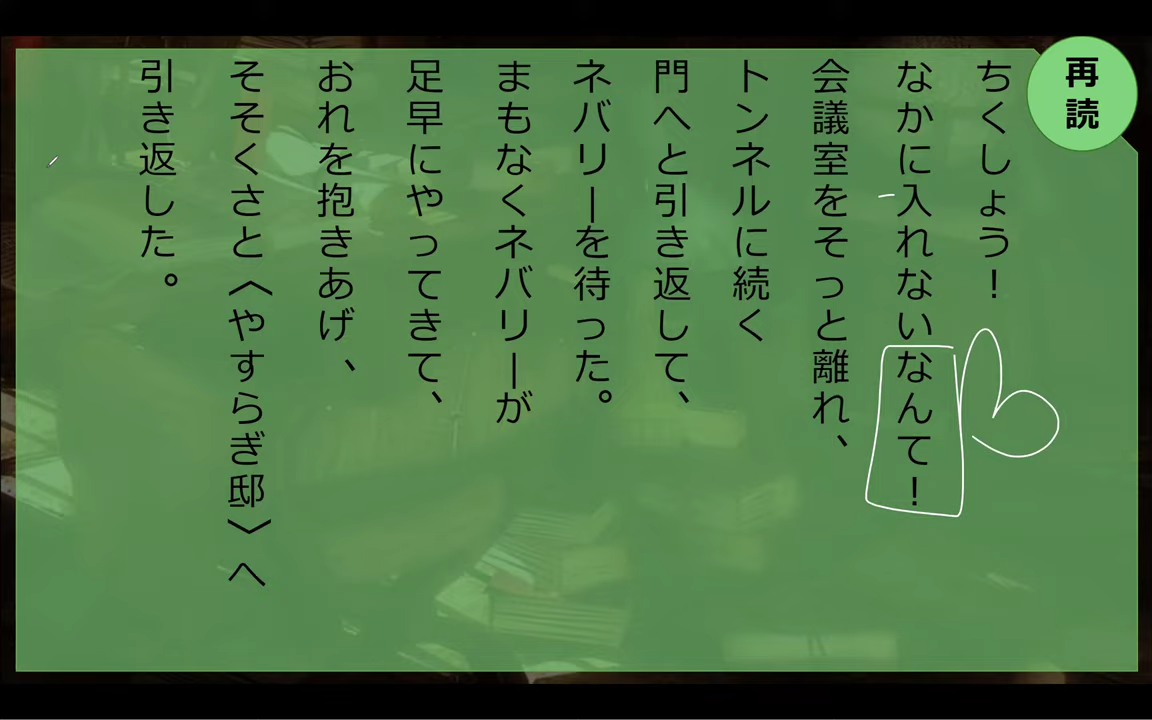 再読
ちくしょう！
なかに入れないなんて！
会議室をそっと離れ、
トンネルに続く
門へと引き返して、
ネバリーを待った。
まもなくネバリーが
足早にやってきて、
おれを抱きあげ、
そそくさと〈やすらぎ邸〉へ
引き返した。